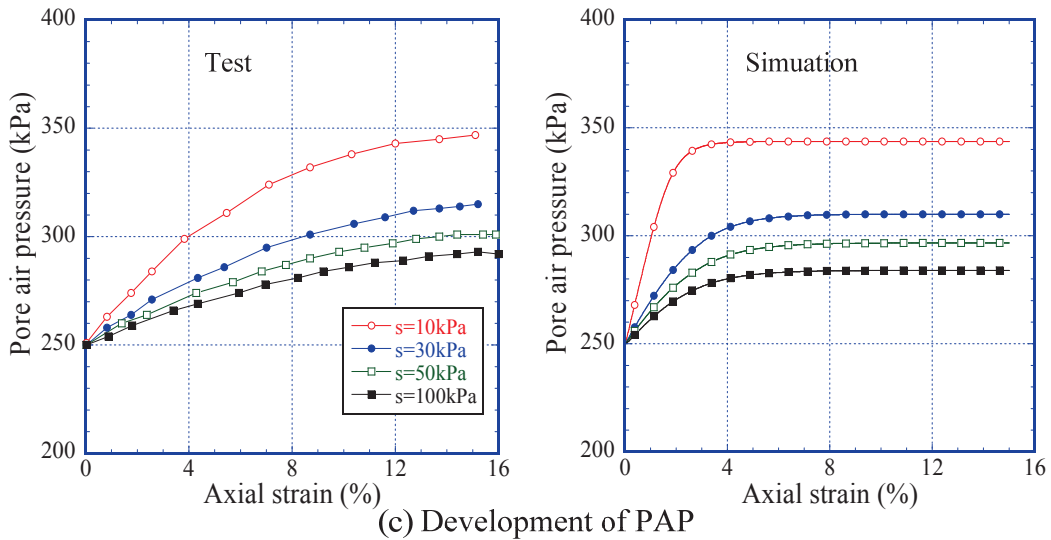 400
350
300
250
200
Pore air pressure (kPa)
Test
s=10kPa
s=30kPa
s=50kPa
s=100kPa
0
4
8
12
16
Axial strain (%)
400
350
300
250
200
Pore air pressure (kPa)
Simuation
0
4
8
12
16
Axial strain (%)
(c) Development of PAP